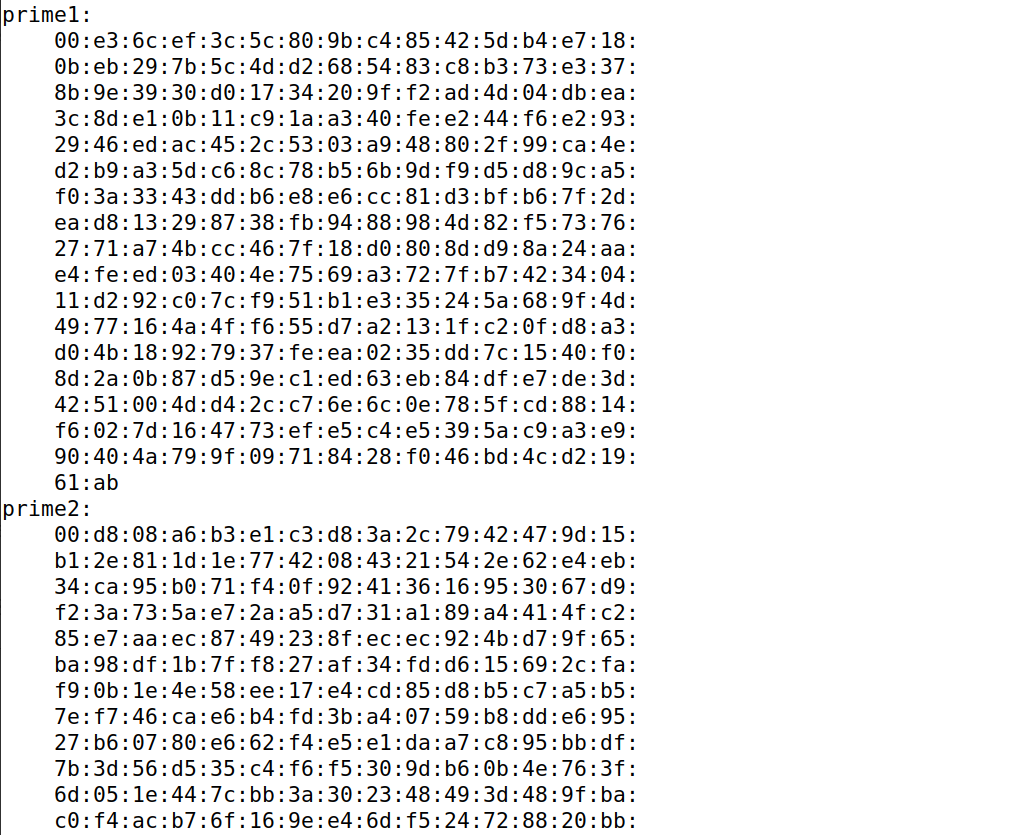 prime1:
    00:e3:6c:ef:3c:5c:80:9b:c4:85:42:5d:b4:e7:18:
    0b:eb:29:7b:5c:4d:d2:68:54:83:c8:b3:73:e3:37:
    8b:9e:39:30:d0:17:34:20:9f:f2:ad:4d:04:db:ea:
    3c:8d:e1:0b:11:c9:1a:a3:40:fe:e2:44:f6:e2:93:
    29:46:ed:ac:45:2c:53:03:a9:48:80:2f:99:ca:4e:
    d2:b9:a3:5d:c6:8c:78:b5:6b:9d:f9:d5:d8:9c:a5:
    f0:3a:33:43:dd:b6:e8:e6:cc:81:d3:bf:b6:7f:2d:
    ea:d8:13:29:87:38:fb:94:88:98:4d:82:f5:73:76:
    27:71:a7:4b:cc:46:7f:18:d0:80:8d:d9:8a:24:aa:
    e4:fe:ed:03:40:4e:75:69:a3:72:7f:b7:42:34:04:
    11:d2:92:c0:7c:f9:51:b1:e3:35:24:5a:68:9f:4d:
    49:77:16:4a:4f:f6:55:d7:a2:13:1f:c2:0f:d8:a3:
    d0:4b:18:92:79:37:fe:ea:02:35:dd:7c:15:40:f0:
    8d:2a:0b:87:d5:9e:c1:ed:63:eb:84:df:e7:de:3d:
    42:51:00:4d:d4:2c:c7:6e:6c:0e:78:5f:cd:88:14:
    f6:02:7d:16:47:73:ef:e5:c4:e5:39:5a:c9:a3:e9:
    90:40:4a:79:9f:09:71:84:28:f0:46:bd:4c:d2:19:
    61:ab
prime2:
    00:d8:08:a6:b3:e1:c3:d8:3a:2c:79:42:47:9d:15:
    b1:2e:81:1d:1e:77:42:08:43:21:54:2e:62:e4:eb:
    34:ca:95:b0:71:f4:0f:92:41:36:16:95:30:67:d9:
    f2:3a:73:5a:e7:2a:a5:d7:31:a1:89:a4:41:4f:c2:
    85:e7:aa:ec:87:49:23:8f:ec:ec:92:4b:d7:9f:65:
    ba:98:df:1b:7f:f8:27:af:34:fd:d6:15:69:2c:fa:
    f9:0b:1e:4e:58:ee:17:e4:cd:85:d8:b5:c7:a5:b5:
    7e:f7:46:ca:e6:b4:fd:3b:a4:07:59:b8:dd:e6:95:
    27:b6:07:80:e6:62:f4:e5:e1:da:a7:c8:95:bb:df:
    7b:3d:56:d5:35:c4:f6:f5:30:9d:b6:0b:4e:76:3f:
    6d:05:1e:44:7c:bb:3a:30:23:48:49:3d:48:9f:ba:
    c0:f4:ac:b7:6f:16:9e:e4:6d:f5:24:72:88:20:bb: